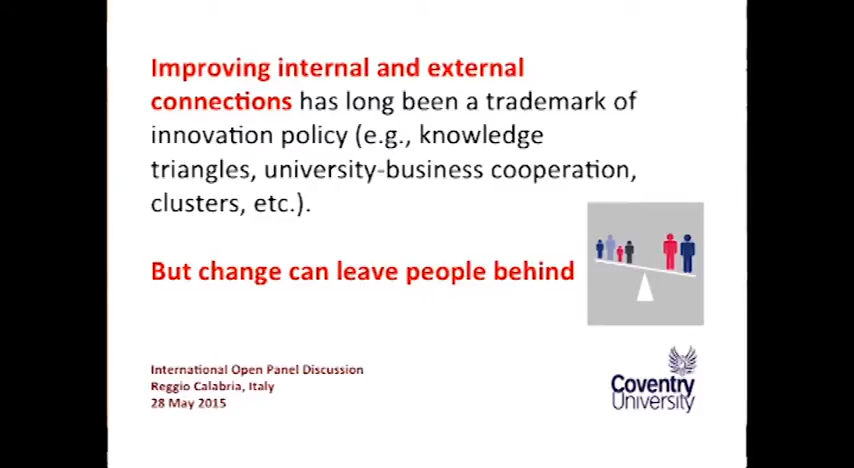 Improving internal and external
connections has long been a trademark of
innovation policy (e.g., knowledge
triangles, university-business cooperation,
clusters, etc.).
But change can leave people behind
International Open Panel Discussion
Reggio Calabria, Italy
28 May 2015
Coventry
University